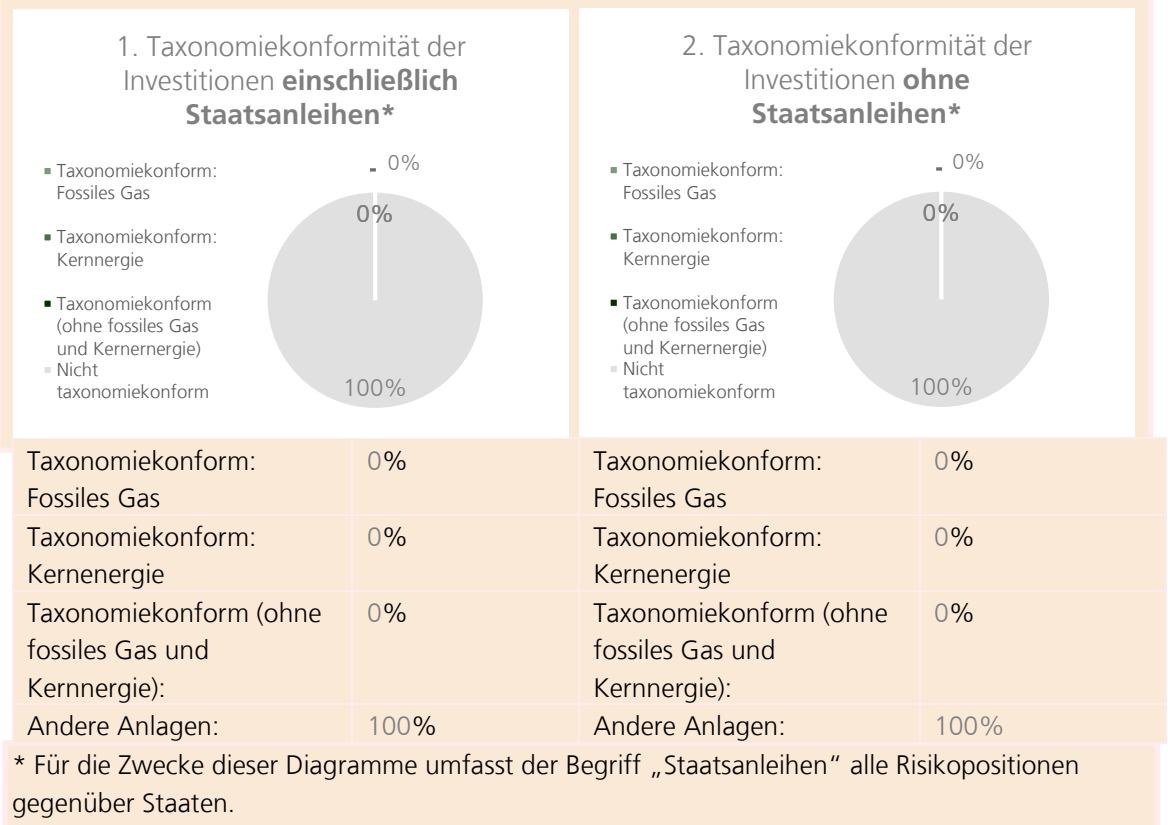 1. Taxonomiekonformität der
Investitionen einschließlich
Staatsanleihen*
Taxonomiekonform:
Fossiles Gas
Taxonomiekonform:
Kernnergie
Taxonomiekonform
(ohne fossiles Gas
und Kernernergie)
Nicht
taxonomiekonform
- 0%
0%
100%
2. Taxonomiekonformität der
Investitionen ohne
Staatsanleihen*
Taxonomiekonform:
Fossiles Gas
Taxonomiekonform:
Kernnergie
Taxonomiekonform
(ohne fossiles Gas
und Kernernergie)
Nicht
taxonomiekonform
- 0%
0%
100%
Taxonomiekonform: 0% Taxonomiekonform: 0%
Fossiles Gas Fossiles Gas
Taxonomiekonform: 0% Taxonomiekonform: 0%
Kernenergie Kernenergie
Taxonomiekonform (ohne 0% Taxonomiekonform (ohne 0%
fossiles Gas und fossiles Gas und
Kernnergie): Kernnergie):
Andere Anlagen: 100% Andere Anlagen: 100%
* Für die Zwecke dieser Diagramme umfasst der Begriff „Staatsanleihen“ alle Risikopositionen
gegenüber Staaten.